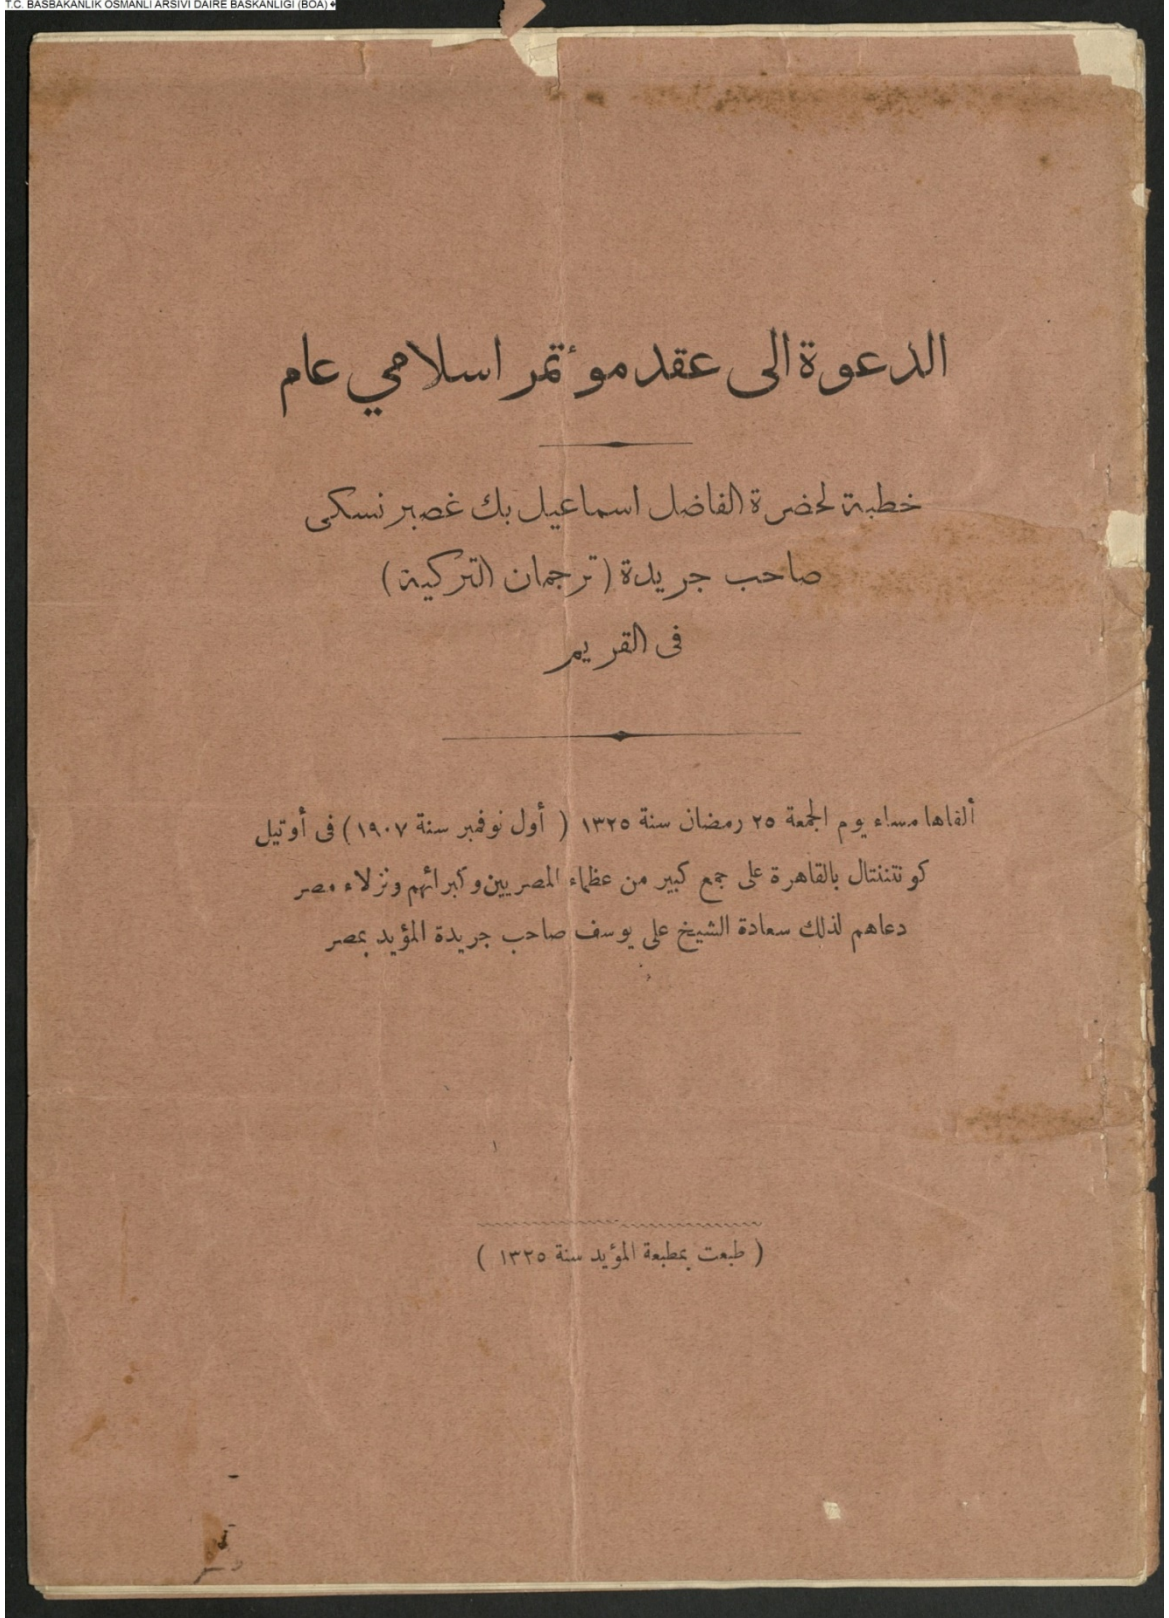 T.C. BASBAKANLIK OSMANLI ARSIVI DAIRE BASKANLIGI (BOA)
الدعوة الى عقد مؤتمر اسلامي عام
خطبة لحضرة الفاضل اسماعيل بك غصبرنسكى
صاحب جريدة (ترجمان التركية)
فى القريم
ألقاها مساء يوم الجمعة ٢٥ رمضان سنة ١٣٢٥ ( أول نوفمبر سنة ١٩٠٧ ) فى أوتيل
كونتننتال بالقاهرة على جمع كبير من عظماء المصريين وكبرائهم ونزلاء مصر
دعاهم لذلك سعادة الشيخ على يوسف صاحب جريدة المؤيد بمصر
( طبعت بمطبعة المؤيد سنة ١٣٢٥ )